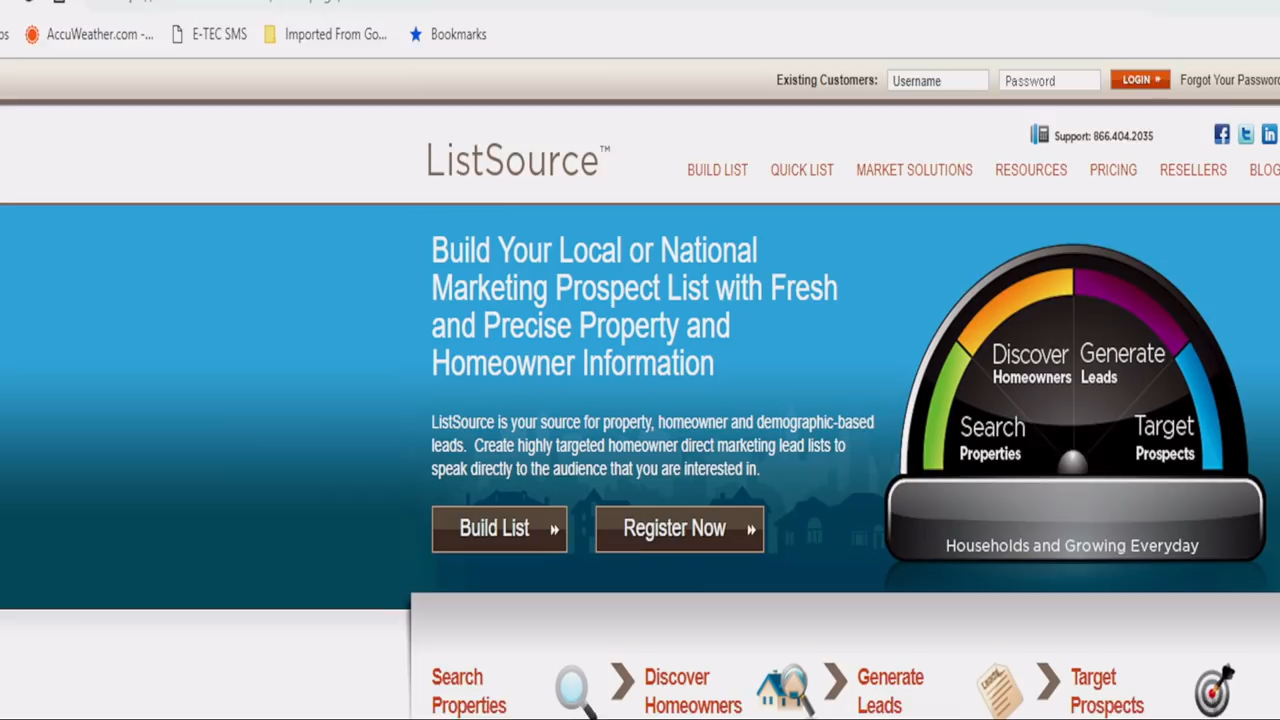 AccuWeather.com -...
E-TEC SMS
Imported From Go...
Bookmarks
Existing Customers:
Username
Password
LOGIN »
Forgot Your Password
Support: 866.404.2035
ListSource™
BUILD LIST
QUICK LIST
MARKET SOLUTIONS
RESOURCES
PRICING
RESELLERS
BLOG
Build Your Local or National
Marketing Prospect List with Fresh
and Precise Property and
Homeowner Information
ListSource is your source for property, homeowner and demographic-based
leads. Create highly targeted homeowner direct marketing lead lists to
speak directly to the audience that you are interested in.
Build List
Register Now
Search
Properties
Discover
Homeowners
Generate
Leads
Target
Prospects
Households and Growing Everyday
Search
Properties
Discover
Homeowners
Generate
Leads
Target
Prospects